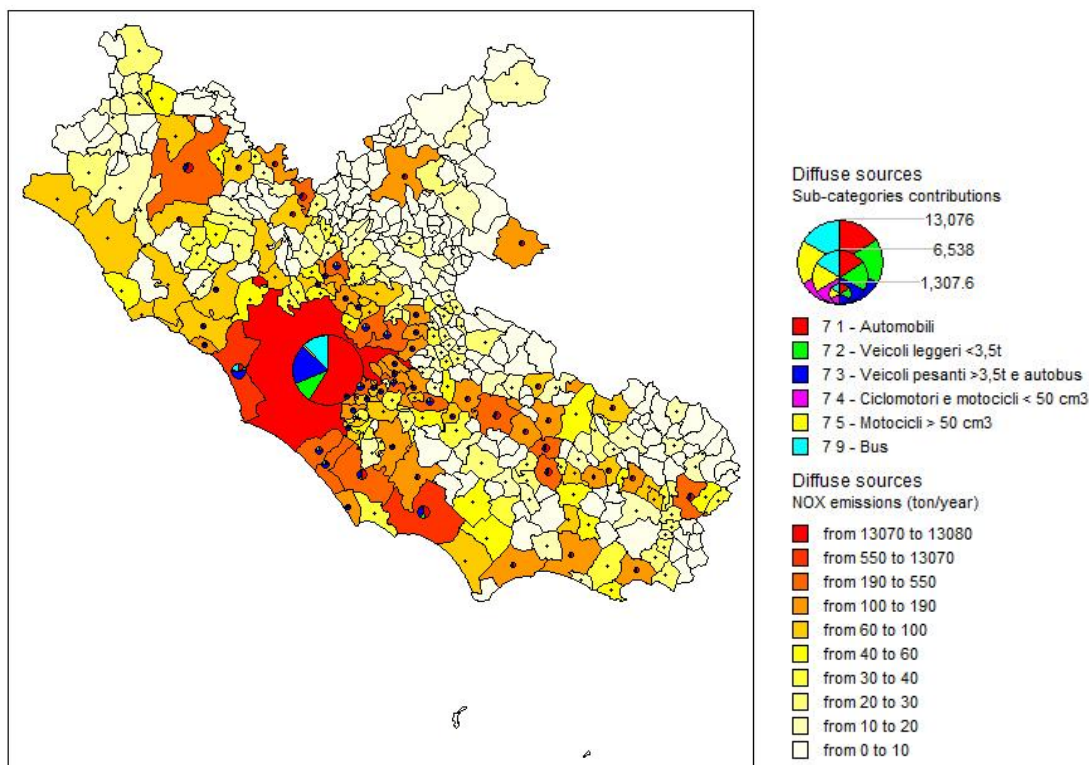 Diffuse sources
Sub-categories contributions
13,076
6,538
1,307.6
7 1 - Automobili
7 2 - Veicoli leggeri <3,5t
7 3 - Veicoli pesanti >3,5t e autobus
7 4 - Ciclomotori e motocicli < 50 cm3
7 5 - Motocicli > 50 cm3
7 9 - Bus
Diffuse sources
NOX emissions (ton/year)
from 13070 to 13080
from 550 to 13070
from 190 to 550
from 100 to 190
from 60 to 100
from 40 to 60
from 30 to 40
from 20 to 30
from 10 to 20
from 0 to 10